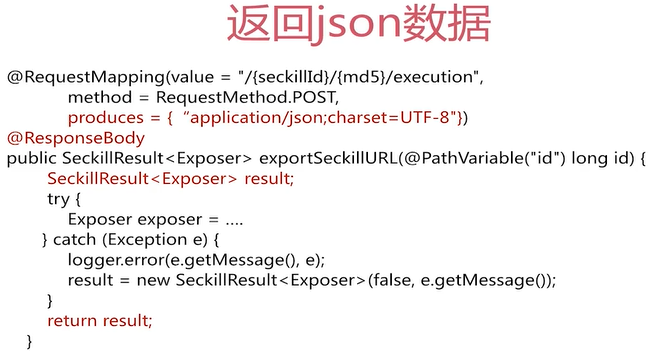 返回json数据
@RequestMapping(value = "/{seckillId}/{md5}/execution",
method = RequestMethod.POST,
produces = { “application/json;charset=UTF-8"})
@ResponseBody
public SeckillResult<Exposer> exportSeckillURL(@PathVariable("id") long id) {
SeckillResult<Exposer> result;
try {
Exposer exposer = ....
} catch (Exception e) {
logger.error(e.getMessage(), e);
result = new SeckillResult<Exposer>(false, e.getMessage());
}
return result;
}